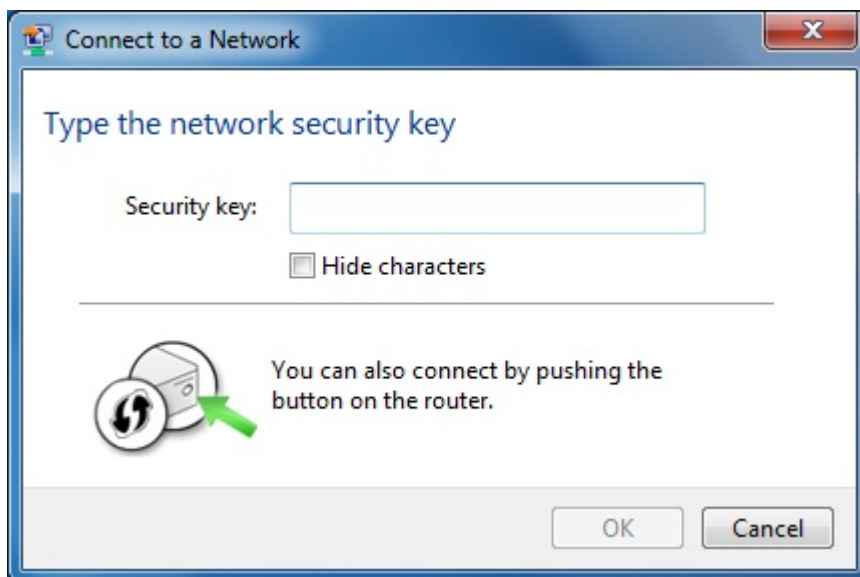 Connect to a Network
Type the network security key
Security key:
Hide characters
You can also connect by pushing the
button on the router.
OK Cancel